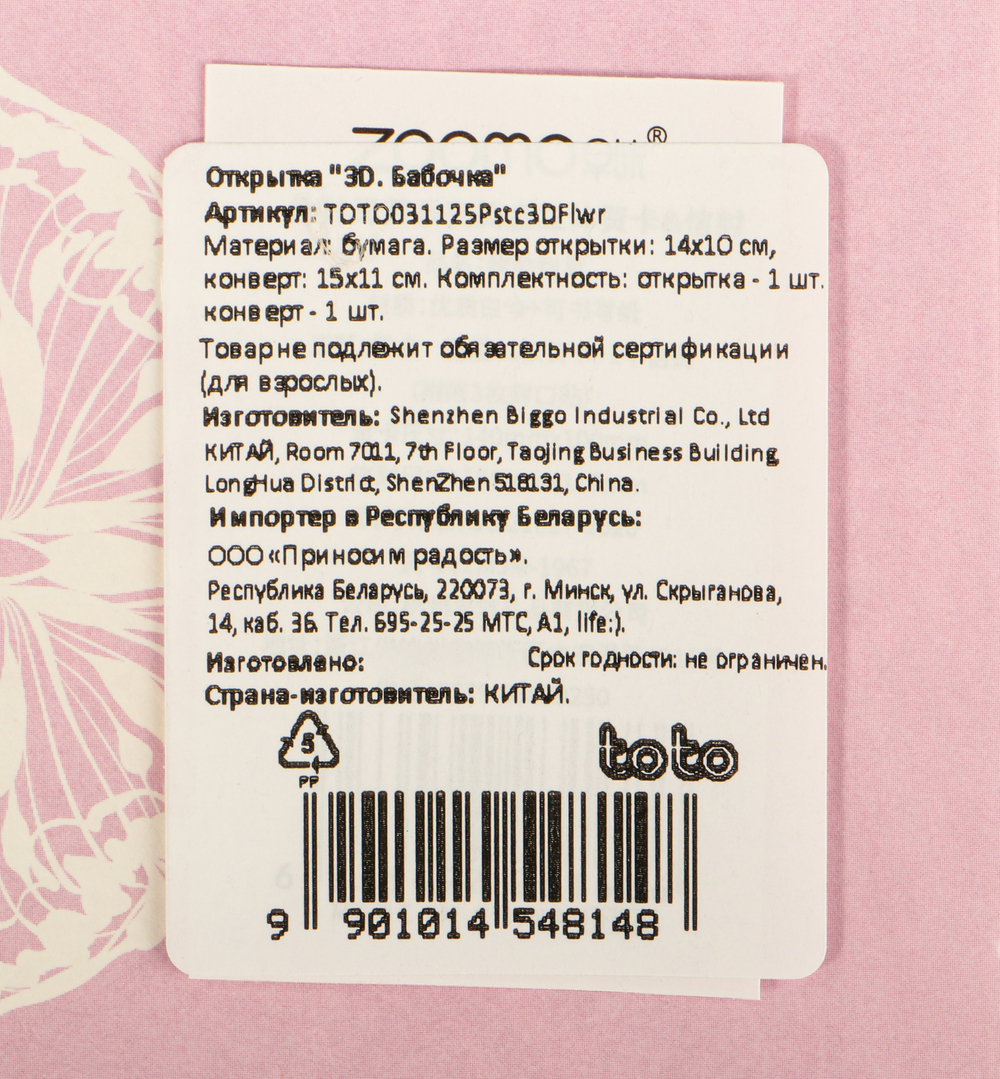 Открытка "3D. Бабочка"
Артикул: TOTO031125Pstc3DFlwr
Материал: бумага. Размер открытки: 14x10 см,
конверт: 15x11 см. Комплектность: открытка - 1 шт.
конверт - 1 шт.
Товар не подлежит обязательной сертификации
(для взрослых).
Изготовитель: Shenzhen Biggo Industrial Co., Ltd
КИТАЙ, Room 7011, 7th Floor, TaoJing Business Building
LongHua District, ShenZhen 518131, China.
Импортер в Республику Беларусь:
ООО «Приносим радость».
Республика Беларусь, 220073, г. Минск, ул. Скрыганова,
14, каб. 36. Тел. 695-25-25 МТС, А1, life:).
Изготовлено: Срок годности: не ограничен.
Страна-изготовитель: КИТАЙ.
5
PP
toto
9 901014 548148